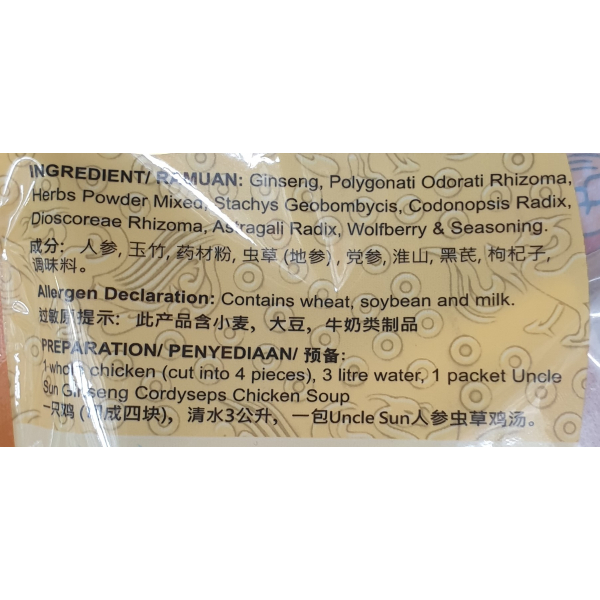 INGREDIENT/ RAMUAN: Ginseng, Polygonati Odorati Rhizoma,
Herbs Powder Mixed, Stachys Geobombycis, Codonopsis Radix,
Dioscoreae Rhizoma, Astragali Radix, Wolfberry & Seasoning.
成分: 人参, 玉竹, 药材粉, 虫草 (地参), 党参, 淮山, 黑芪, 枸杞子,
调味料。
Allergen Declaration: Contains wheat, soybean and milk.
过敏原提示: 此产品含小麦, 大豆, 牛奶类制品
PREPARATION/ PENYEDIAAN/ 预备:
1 whole chicken (cut into 4 pieces), 3 litre water, 1 packet Uncle
Sun Ginseng Cordyseps Chicken Soup
一只鸡 (切成四块), 清水3公升, 一包Uncle Sun人参虫草鸡汤。